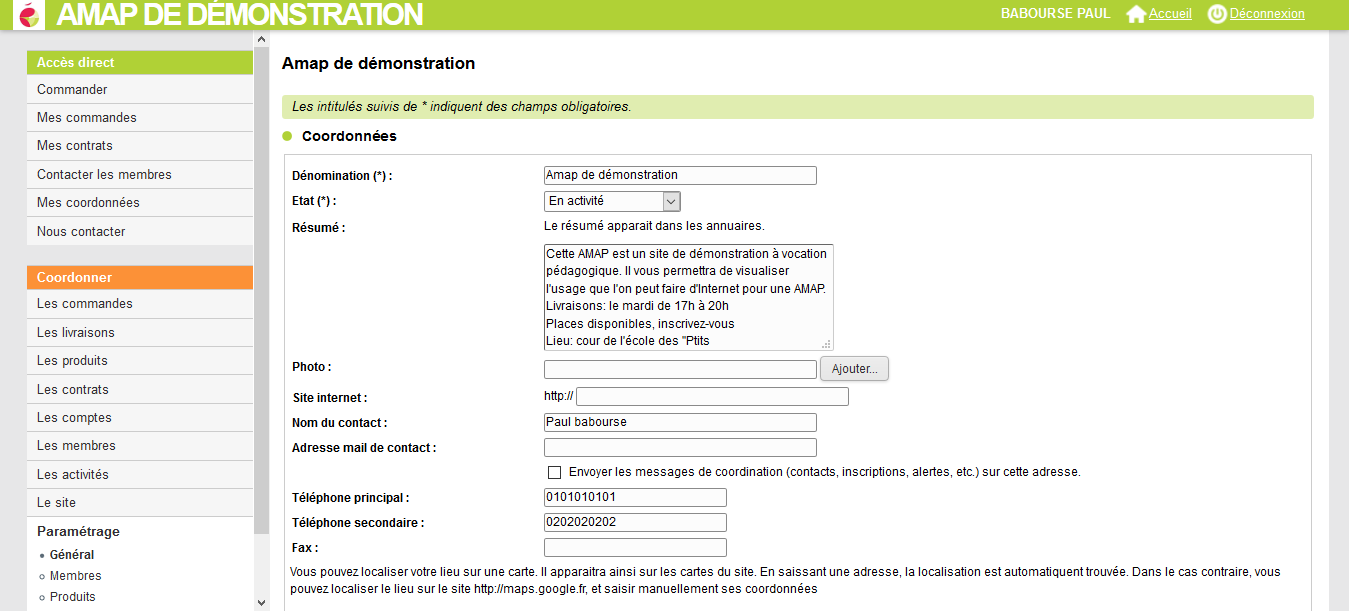 AMAP DE DÉMONSTRATION
BABOURSE PAUL Accueil Déconnexion
Accès direct
Commander
Mes commandes
Mes contrats
Contacter les membres
Mes coordonnées
Nous contacter
Coordonner
Les commandes
Les livraisons
Les produits
Les contrats
Les comptes
Les membres
Les activités
Le site
Paramétrage
Général
Membres
Produits
Amap de démonstration
Les intitulés suivis de * indiquent des champs obligatoires.
Coordonnées
Dénomination (*) : Amap de démonstration
Etat (*) : En activité
Résumé : Le résumé apparait dans les annuaires.
Cette AMAP est un site de démonstration à vocation
pédagogique. Il vous permettra de visualiser
l'usage que l'on peut faire d'Internet pour une AMAP.
Livraisons: le mardi de 17h à 20h
Places disponibles, inscrivez-vous
Lieu: cour de l'école des "Ptits
Photo : Ajouter...
Site internet : http://
Nom du contact : Paul babourse
Adresse mail de contact :
Envoyer les messages de coordination (contacts, inscriptions, alertes, etc.) sur cette adresse.
Téléphone principal : 0101010101
Téléphone secondaire : 0202020202
Fax :
Vous pouvez localiser votre lieu sur une carte. Il apparaitra ainsi sur les cartes du site. En saissant une adresse, la localisation est automatiquent trouvée. Dans le cas contraire, vous
pouvez localiser le lieu sur le site http://maps.google.fr, et saisir manuellement ses coordonnées